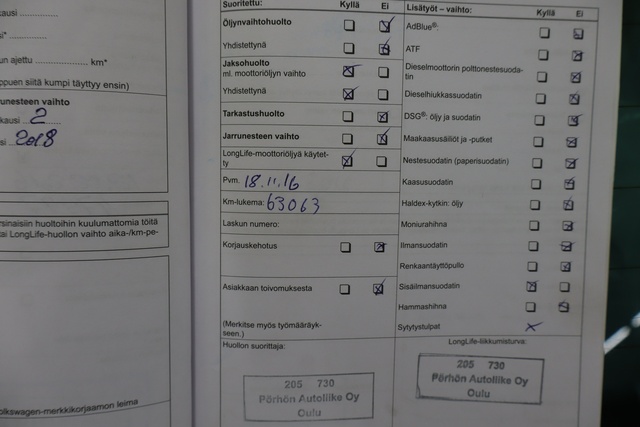 kausi
km*
ppuen siitä kumpi täyttyy ensin)
runesteen vaihto
kausi 2
si 2018
rsinaisiin huoltoihin kuulumattomia töitä
ai LongLife-huollon vaihto aika-/km-pe-
olkswagen-merkkikorjaamon leima
Suoritettu: Kyllä Ei
Öljynvaihtohuolto
Yhdistettynä
Jaksohuolto
ml. moottoriöljyn vaihto
Yhdistettynä
Tarkastushuolto
Jarrunesteen vaihto
LongLife-moottoriöljyä käytet-
ty
Pvm. 18.11.16
Km-lukema: 63063
Laskun numero:
Korjauskehotus
Asiakkaan toivomuksesta
(Merkitse myös työmääräyk-
seen.)
Huollon suorittaja:
205 730
Pörhön Autoliike Oy
Oulu
Lisätyöt – vaihto: Kyllä Ei
AdBlue®:
ATF
Dieselmoottorin polttonestesuoda-
tin
Dieselhiukkassuodatin
DSG®: öljy ja suodatin
Maakaasusäiliöt ja -putket
Nestesuodatin (paperisuodatin)
Kaasusuodatin
Haldex-kytkin: öljy
Moniurahihna
Ilmansuodatin
Renkaantäyttöpullo
Sisäilmansuodatin
Hammashihna
Sytytystulpat
LongLife-liikkumisturva:
205 730
Pörhön Autoliike Oy
Oulu